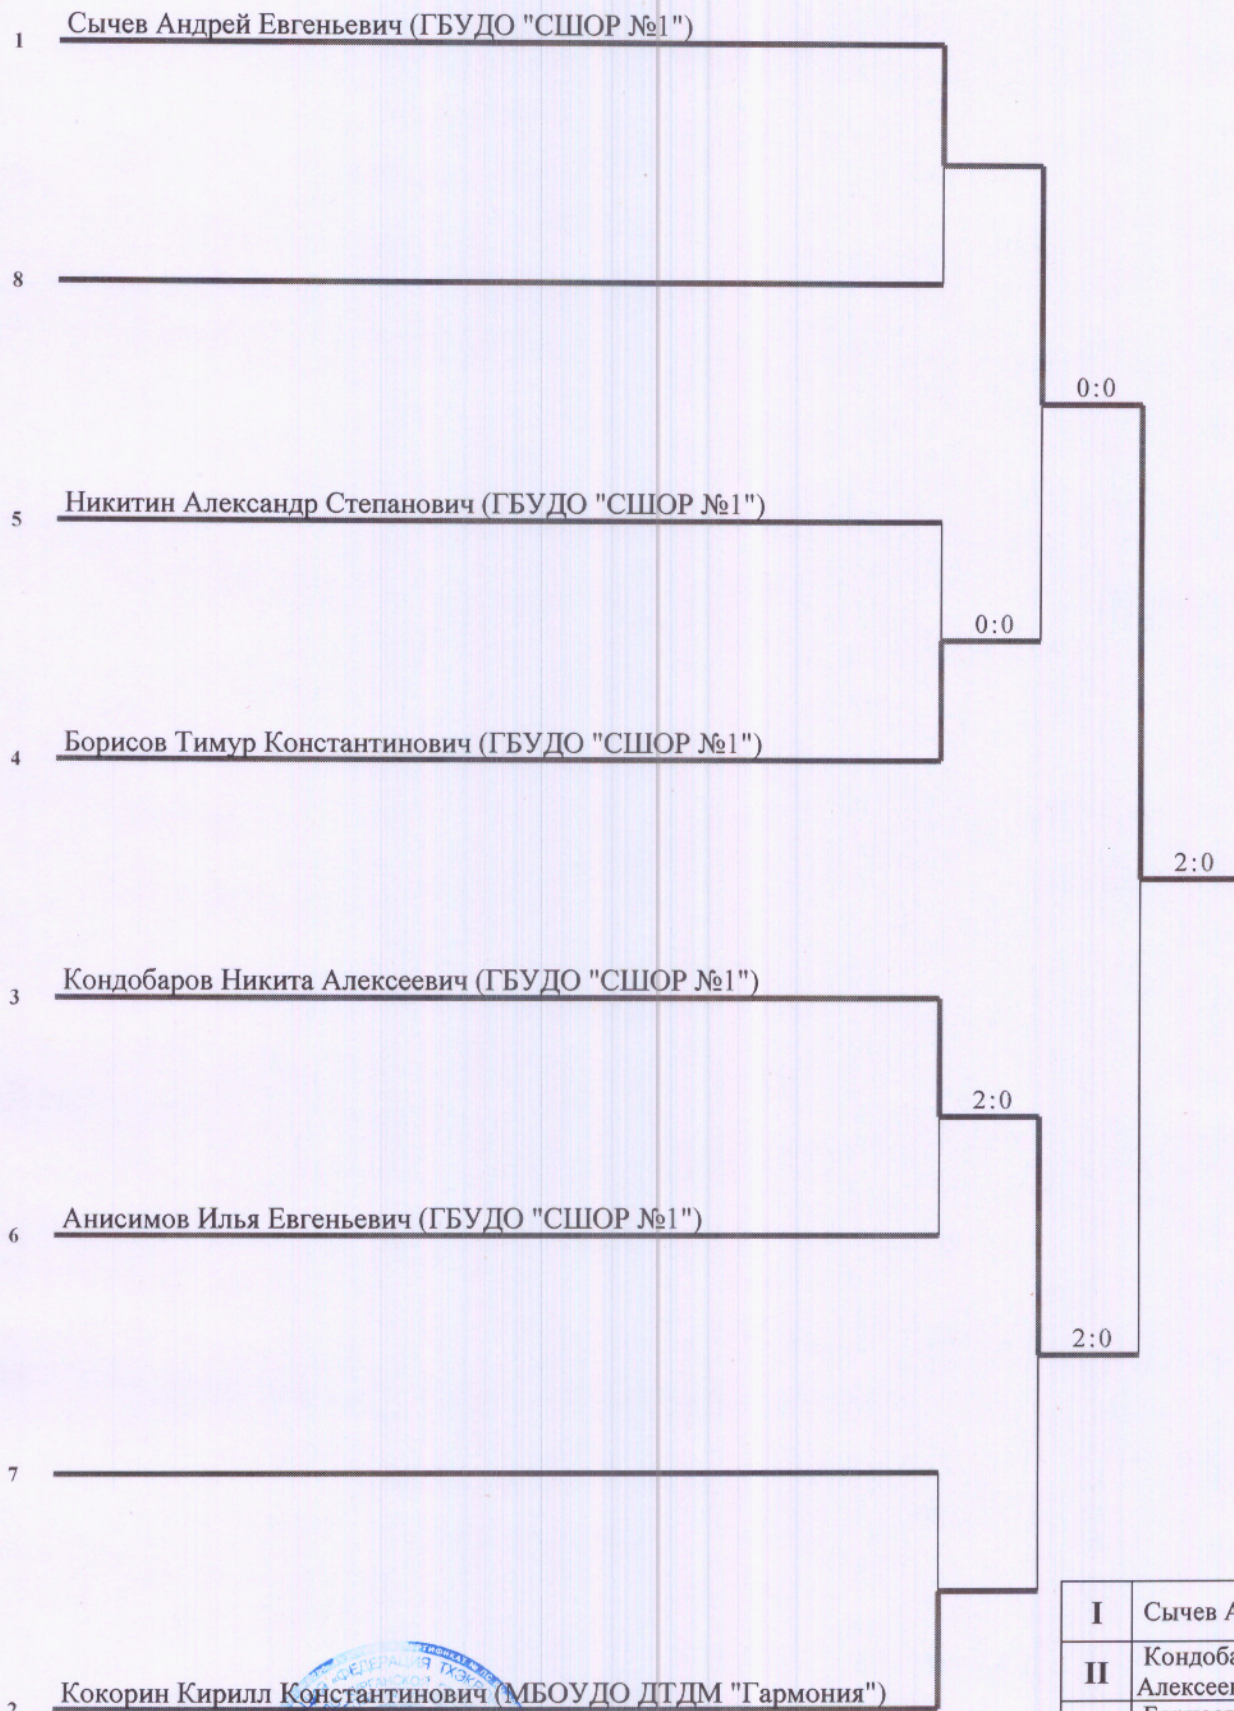 1 Сычев Андрей Евгеньевич (ГБУДО "СШОР №1")
8
0:0
5 Никитин Александр Степанович (ГБУДО "СШОР №1")
0:0
4 Борисов Тимур Константинович (ГБУДО "СШОР №1")
2:0
3 Кондобаров Никита Алексеевич (ГБУДО "СШОР №1")
2:0
6 Анисимов Илья Евгеньевич (ГБУДО "СШОР №1")
2:0
7
I Сычев А
II Кондоба
Алексеев
2 Кокорин Кирилл Константинович (МБОУДО ДТДМ "Гармония")